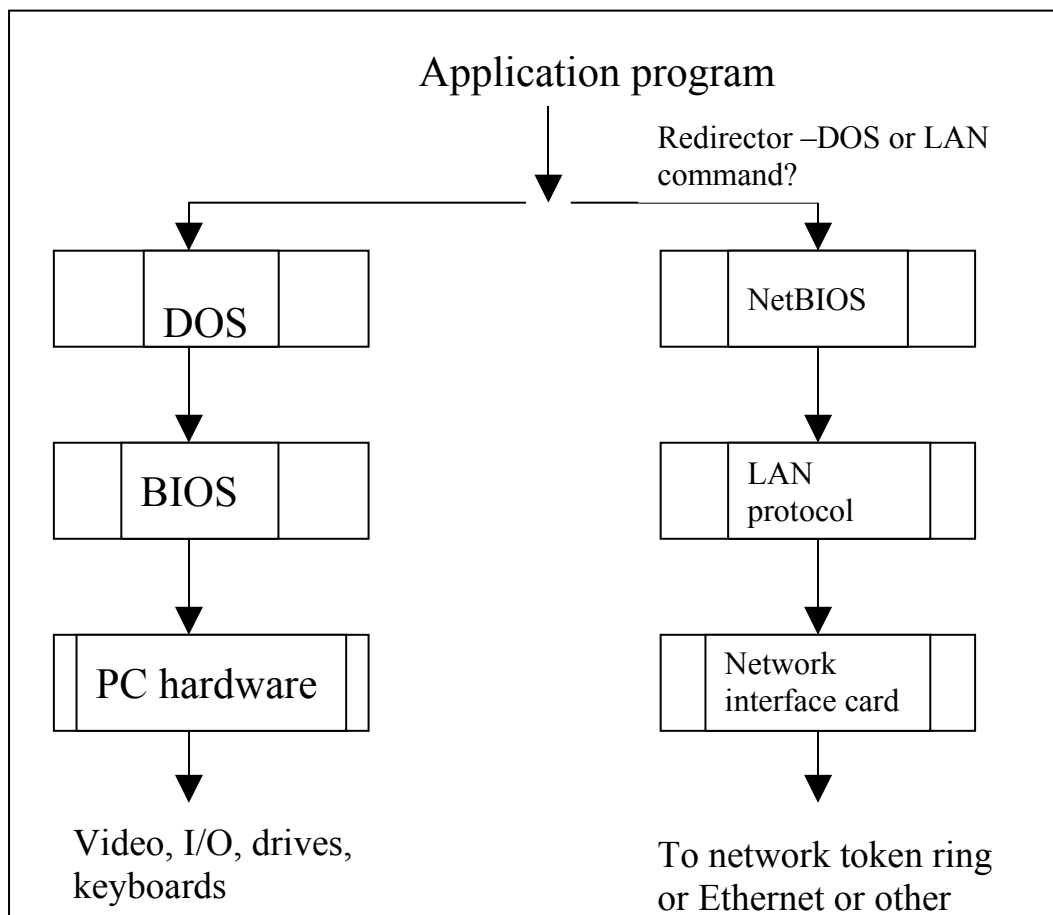 Application program
Redirector –DOS or LAN
command?
DOS
NetBIOS
BIOS
LAN
protocol
PC hardware
Network
interface card
Video, I/O, drives,
keyboards
To network token ring
or Ethernet or other